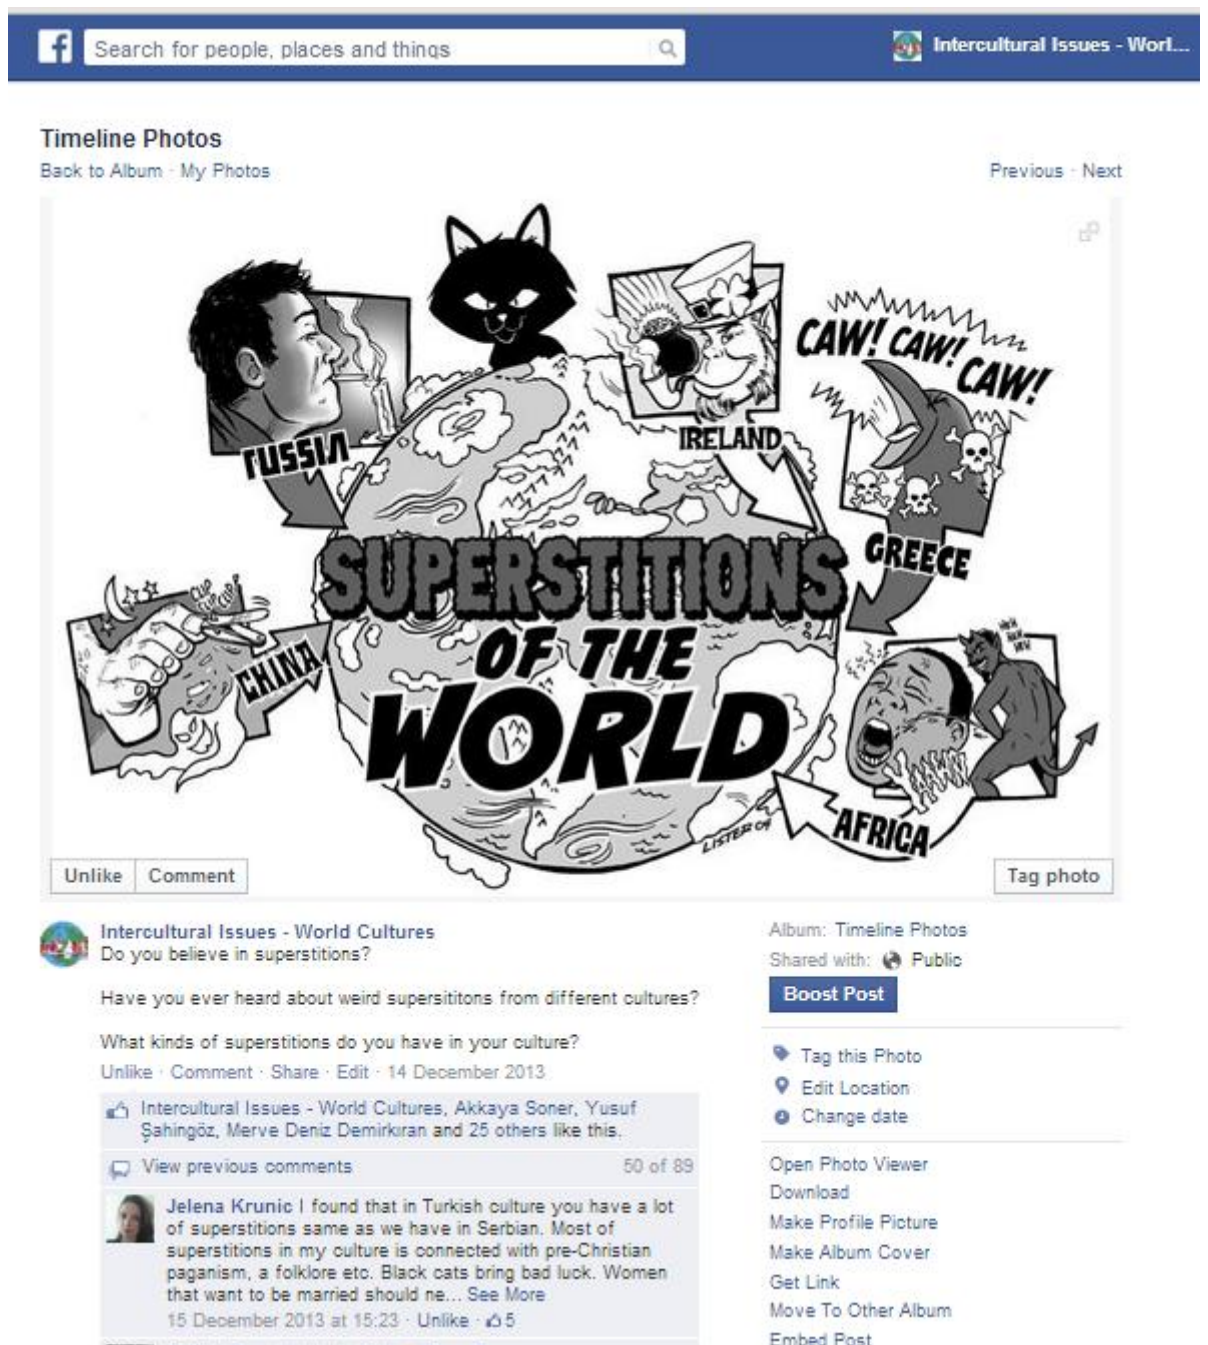 f
Search for people, places and things
Intercultural Issues - Worl...
Timeline Photos
Back to Album · My Photos
Previous · Next
CAW! CAW! CAW!
RUSSIA
IRELAND
GREECE
SUPERSTITIONS
OF THE
WORLD
CLIP CLIP CLIP!
CHINA
YAAWN
AFRICA
LISTER 04
Unlike
Comment
Tag photo
Intercultural Issues - World Cultures
Do you believe in superstitions?
Have you ever heard about weird supersititons from different cultures?
What kinds of superstitions do you have in your culture?
Unlike · Comment · Share · Edit · 14 December 2013
Intercultural Issues - World Cultures, Akkaya Soner, Yusuf
Şahingöz, Merve Deniz Demirkıran and 25 others like this.
View previous comments
50 of 89
Jelena Krunic I found that in Turkish culture you have a lot
of superstitions same as we have in Serbian. Most of
superstitions in my culture is connected with pre-Christian
paganism, a folklore etc. Black cats bring bad luck. Women
that want to be married should ne... See More
15 December 2013 at 15:23 · Unlike · 5
Album: Timeline Photos
Shared with: Public
Boost Post
Tag this Photo
Edit Location
Change date
Open Photo Viewer
Download
Make Profile Picture
Make Album Cover
Get Link
Move To Other Album
Embed Post